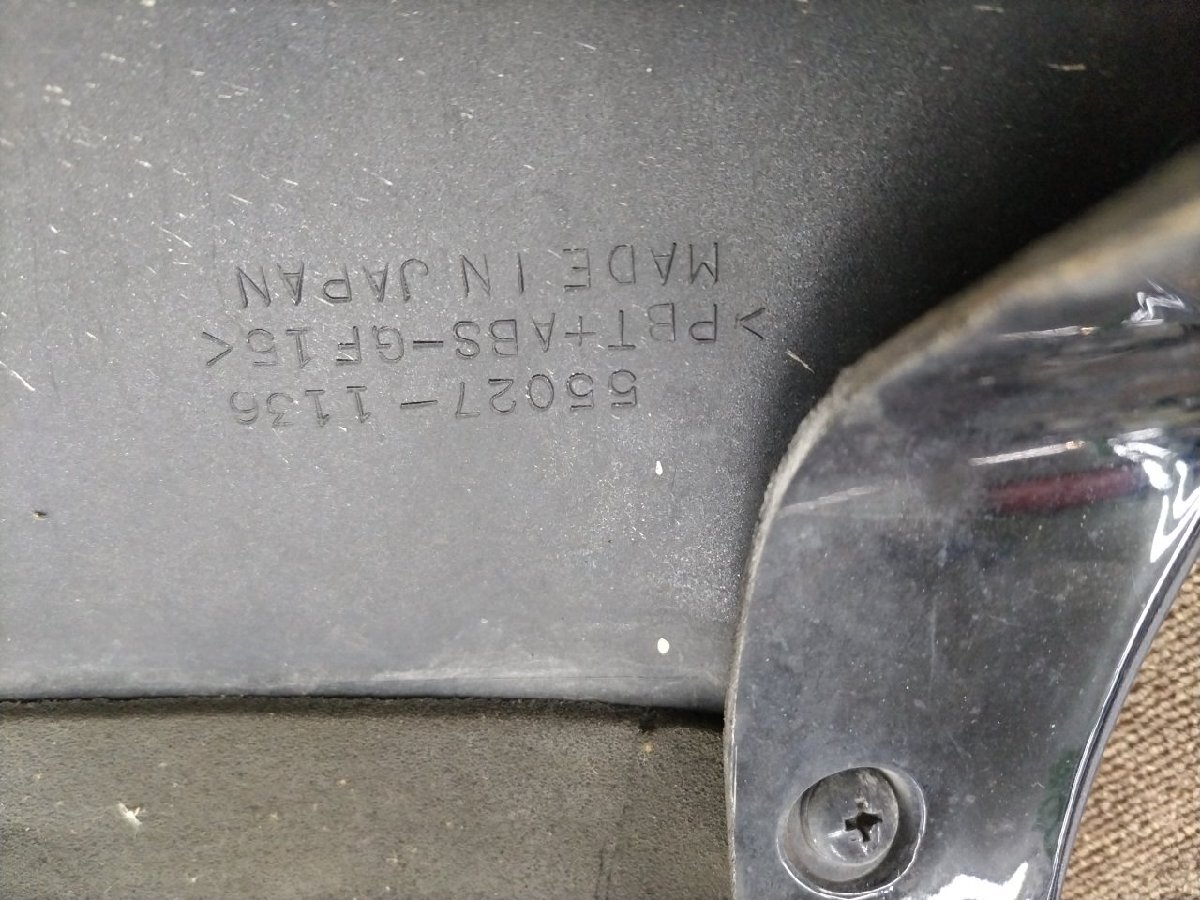 55027-1136
>PBT+ABS-GF15<
MADE IN JAPAN